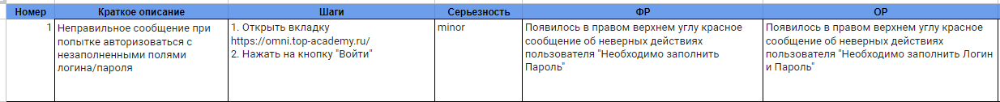 Номер Краткое описание Шаги Серьезность ФР ОР
1
Неправильное сообщение при
попытке авторизоваться с
незаполненными полями
логина/пароля
1. Открыть вкладку
https://omni.top-academy.ru/
2. Нажать на кнопку "Войти"
minor
Появилось в правом верхнем углу красное
сообщение об неверных действиях
пользователя "Необходимо заполнить
Пароль"
Появилось в правом верхнем углу красное
сообщение об неверных действиях
пользователя "Необходимо заполнить Логин
и Пароль"